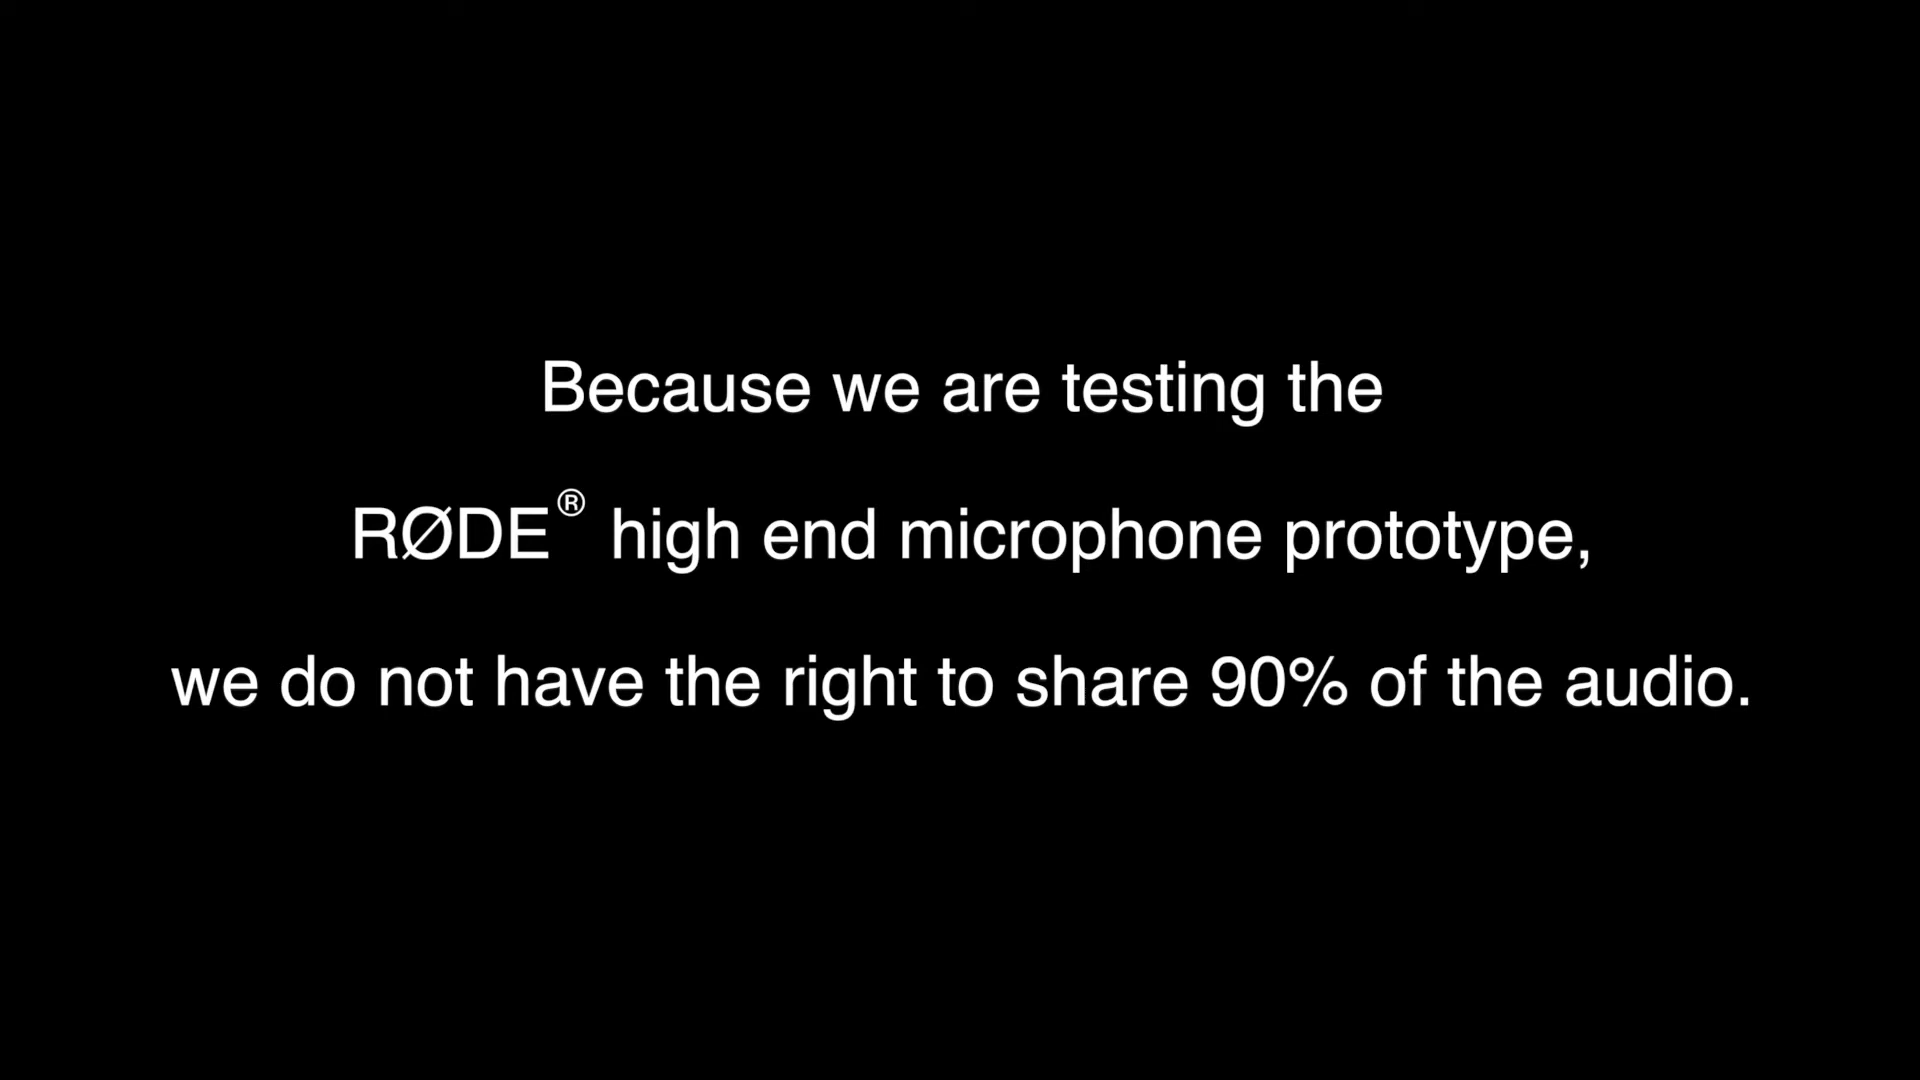 Because we are testing the
RØDE® high end microphone prototype,
we do not have the right to share 90% of the audio.